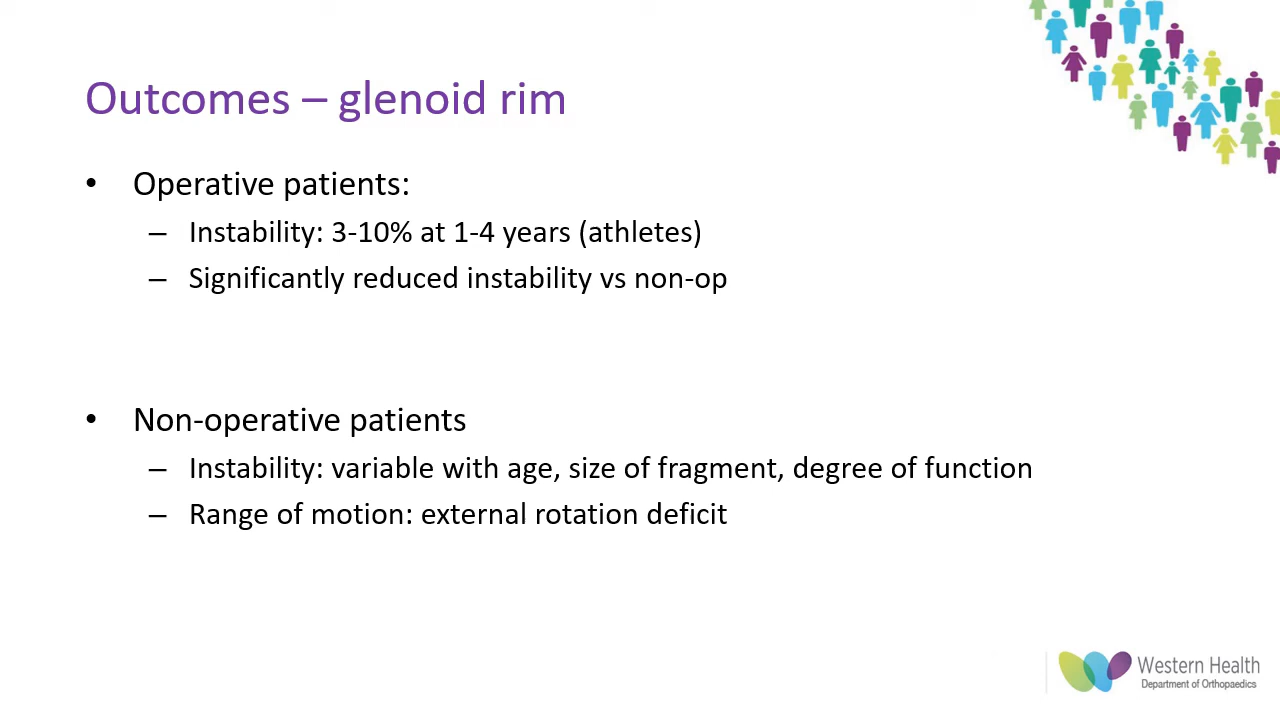 Outcomes – glenoid rim
• Operative patients:
– Instability: 3-10% at 1-4 years (athletes)
– Significantly reduced instability vs non-op
• Non-operative patients
– Instability: variable with age, size of fragment, degree of function
– Range of motion: external rotation deficit
Western Health
Department of Orthopaedics